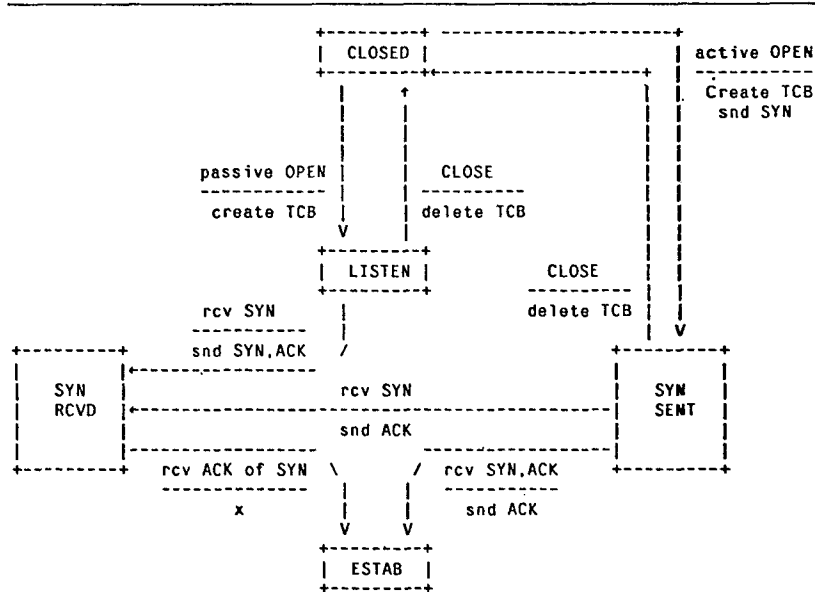 CLOSED
active OPEN
Create TCB
snd SYN
passive OPEN
CLOSE
create TCB
delete TCB
LISTEN
CLOSE
delete TCB
rcv SYN
snd SYN,ACK
SYN
RCVD
rcv SYN
snd ACK
SYN
SENT
rcv ACK of SYN
x
rcv SYN,ACK
snd ACK
ESTAB